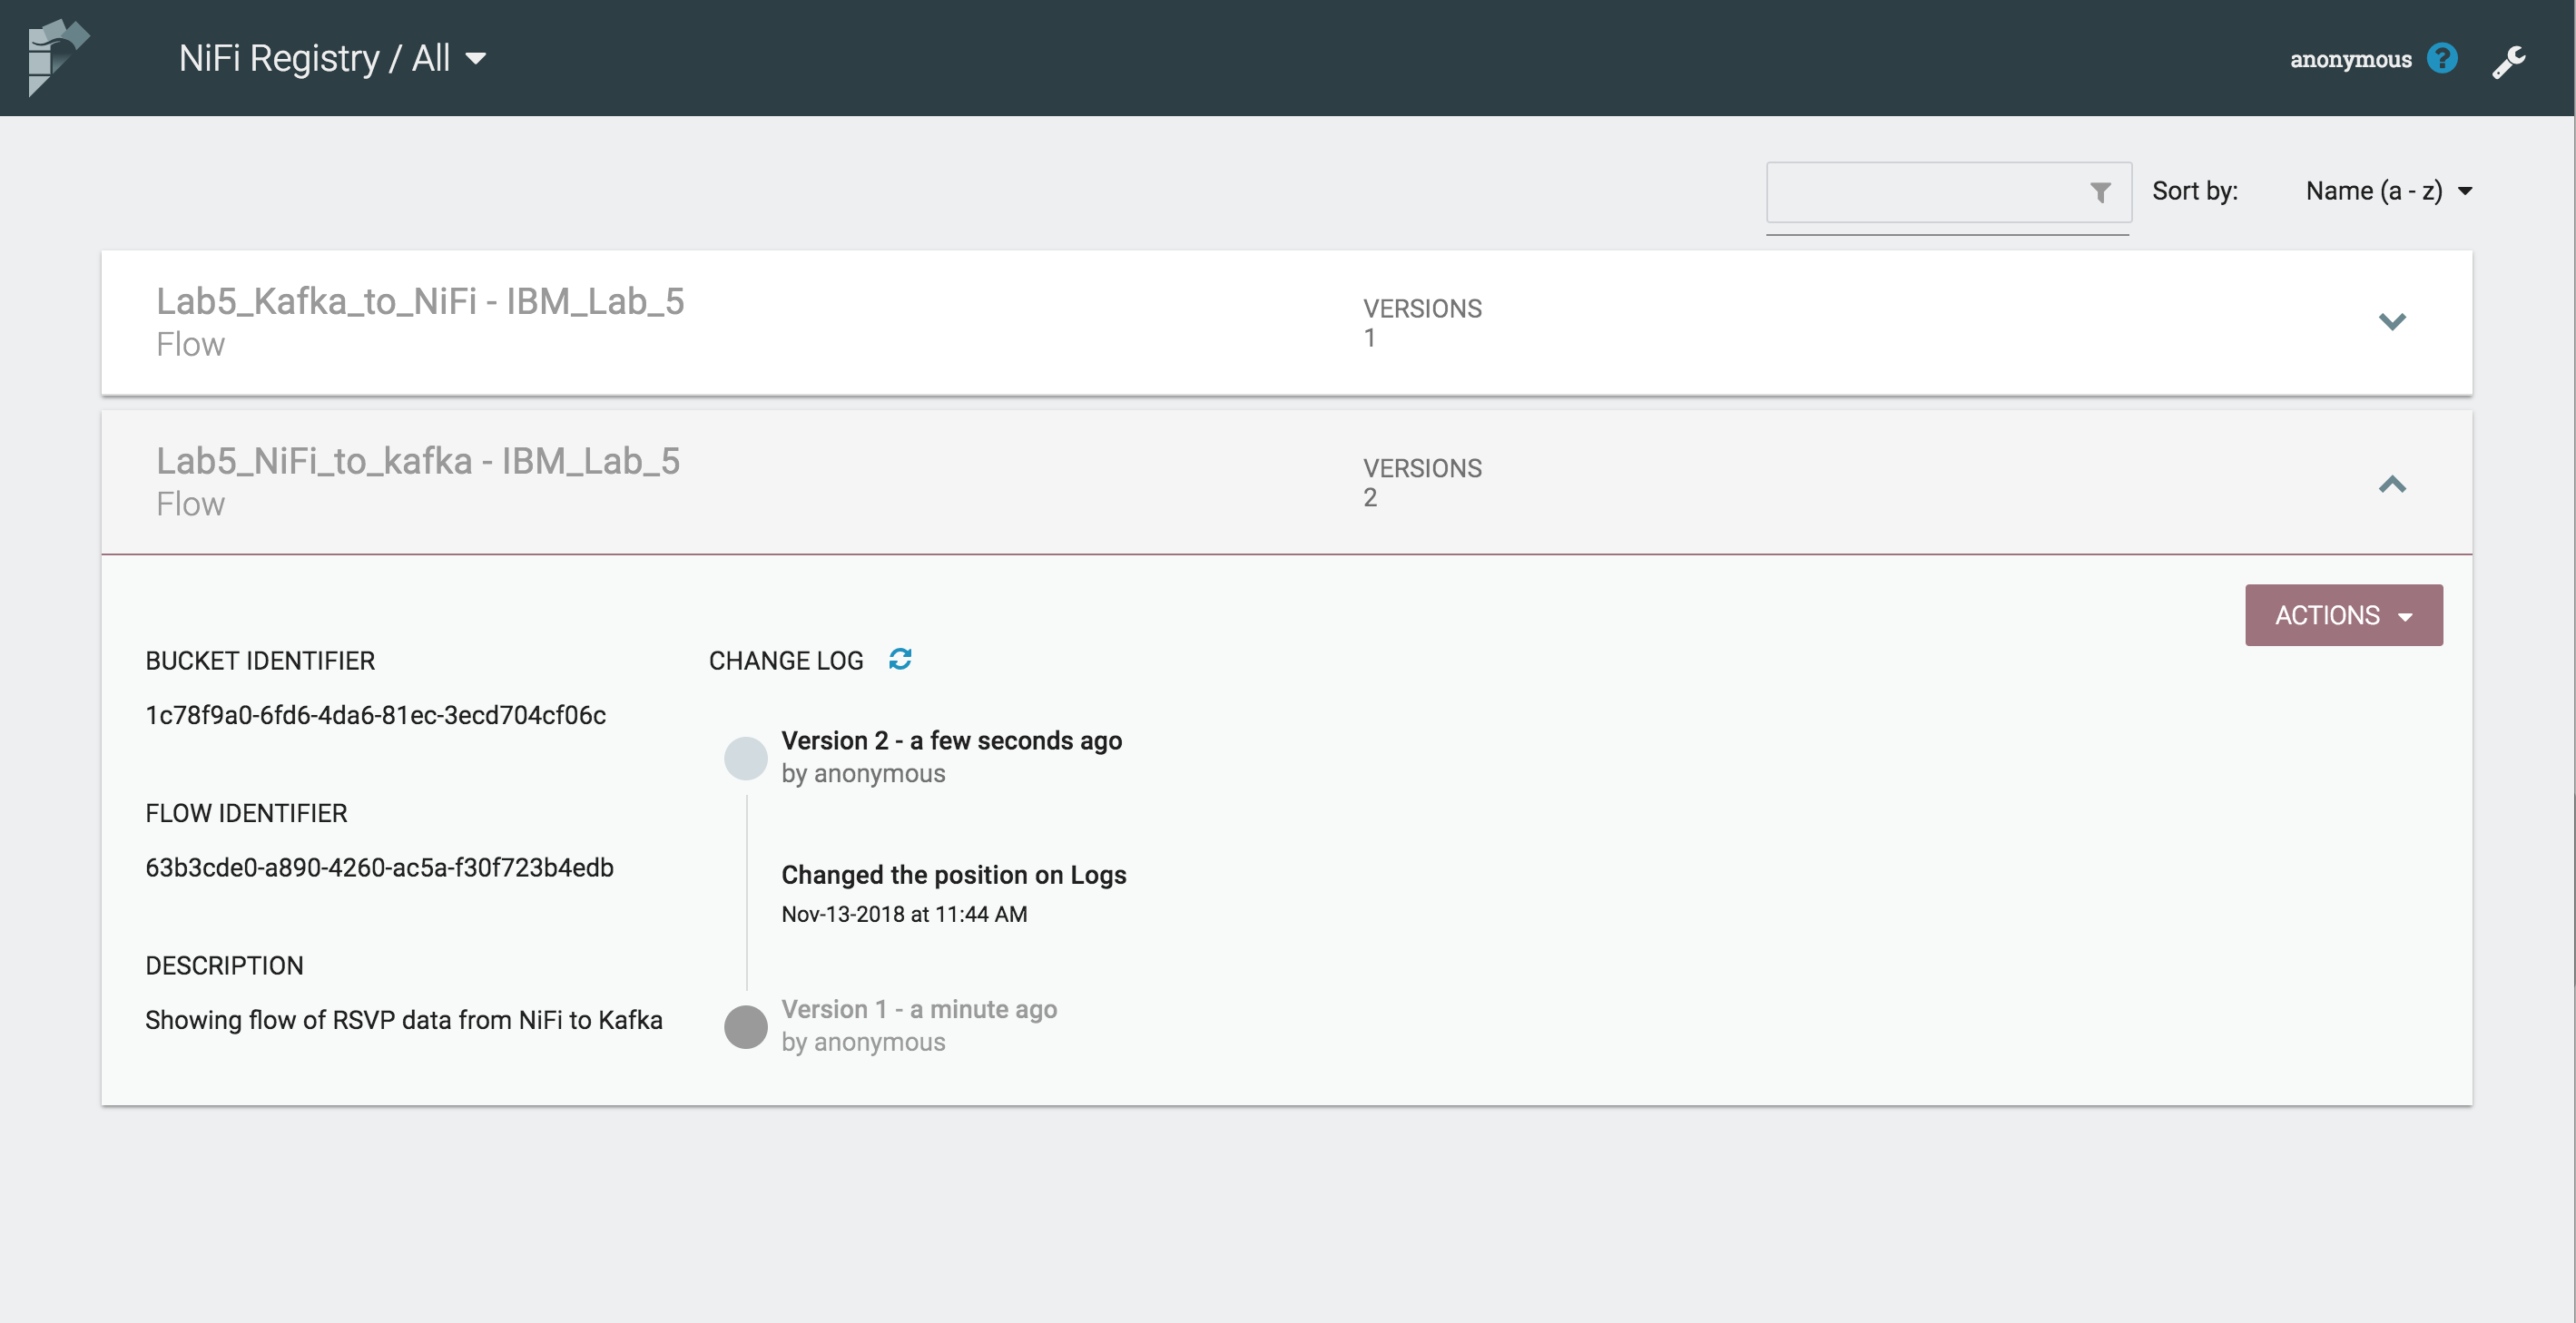 NiFi Registry / All
anonymous
Sort by:
Name (a - z)
Lab5_Kafka_to_NiFi - IBM_Lab_5
Flow
VERSIONS
1
Lab5_NiFi_to_kafka - IBM_Lab_5
Flow
VERSIONS
2
ACTIONS
BUCKET IDENTIFIER
1c78f9a0-6fd6-4da6-81ec-3ecd704cf06c
FLOW IDENTIFIER
63b3cde0-a890-4260-ac5a-f30f723b4edb
DESCRIPTION
Showing flow of RSVP data from NiFi to Kafka
CHANGE LOG
Version 2 - a few seconds ago
by anonymous
Changed the position on Logs
Nov-13-2018 at 11:44 AM
Version 1 - a minute ago
by anonymous